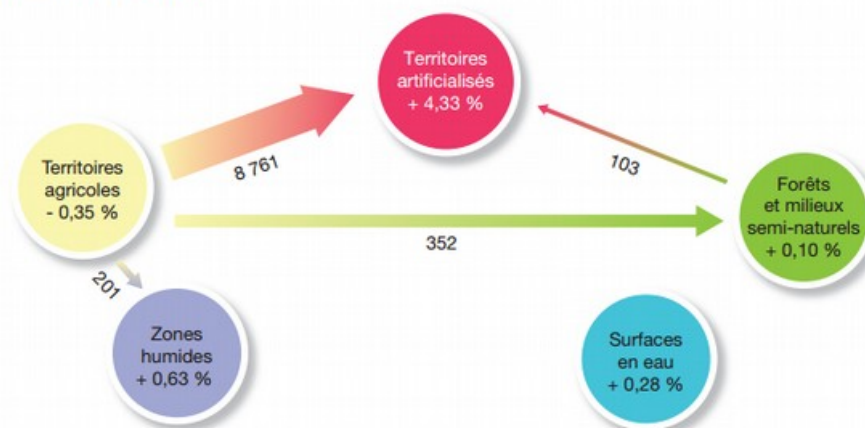 Territoires
artificialisés
+ 4,33 %
8 761
103
Territoires
agricoles
- 0,35 %
Forêts
et milieux
semi-naturels
+ 0,10 %
352
201
Zones
humides
+ 0,63 %
Surfaces
en eau
+ 0,28 %